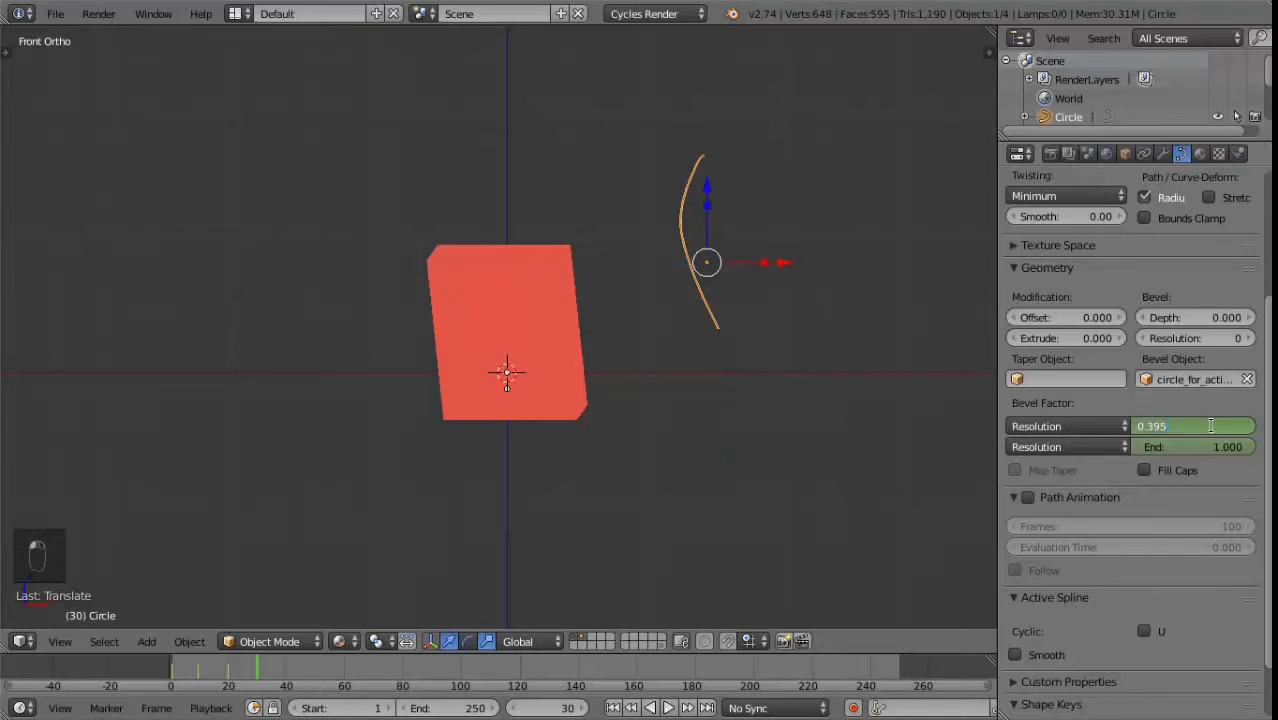 File Render Window Help Default Scene Cycles Render v2.74 | Verts:648 | Faces:595 | Tris:1,190 | Objects:1/4 | Lamps:0/0 | Mem:30.31M | Circle
Front Ortho
View Search All Scenes
Scene
RenderLayers
World
Circle
Twisting: Path / Curve-Deform:
Minimum Radiu Stretc
Smooth: 0.00 Bounds Clamp
Texture Space
Geometry
Modification: Bevel:
Offset: 0.000 Depth: 0.000
Extrude: 0.000 Resolution: 0
Taper Object: Bevel Object:
circle_for_acti...
Bevel Factor:
Resolution 0.395
Resolution End: 1.000
Map Taper Fill Caps
Path Animation
Frames: 100
Evaluation Time: 0.000
Follow
Active Spline
Cyclic: U
Smooth
Custom Properties
Shape Keys
Last: Translate
(30) Circle
View Select Add Object Object Mode Global
-40 -20 0 20 40 60 80 100 120 140 160 180 200 220 240 260
View Marker Frame Playback Start: 1 End: 250 30 No Sync